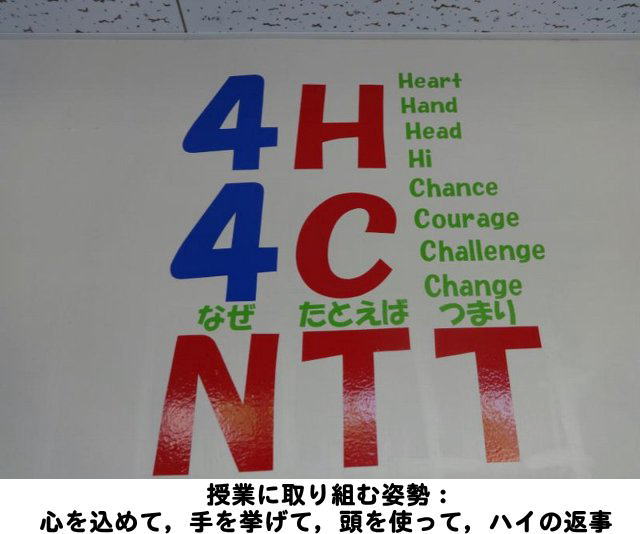 4H
Heart
Hand
Head
Hi
4C
Chance
Courage
Challenge
Change
なぜ たとえば つまり
NTT
授業に取り組む姿勢：
心を込めて，手を挙げて，頭を使って，ハイの返事